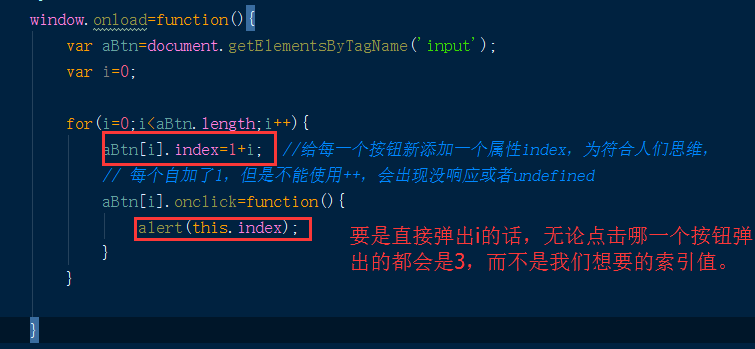 window.onload=function(){
var aBtn=document.getElementsByTagName('input');
var i=0;
for(i=0;i<aBtn.length;i++){
aBtn[i].index=1+i; //给每一个按钮新添加一个属性index，为符合人们思维，
// 每个自加了1，但是不能使用++，会出现没响应或者undefined
aBtn[i].onclick=function(){
alert(this.index);
}
}
}
要是直接弹出i的话，无论点击哪一个按钮弹
出的都会是3，而不是我们想要的索引值。